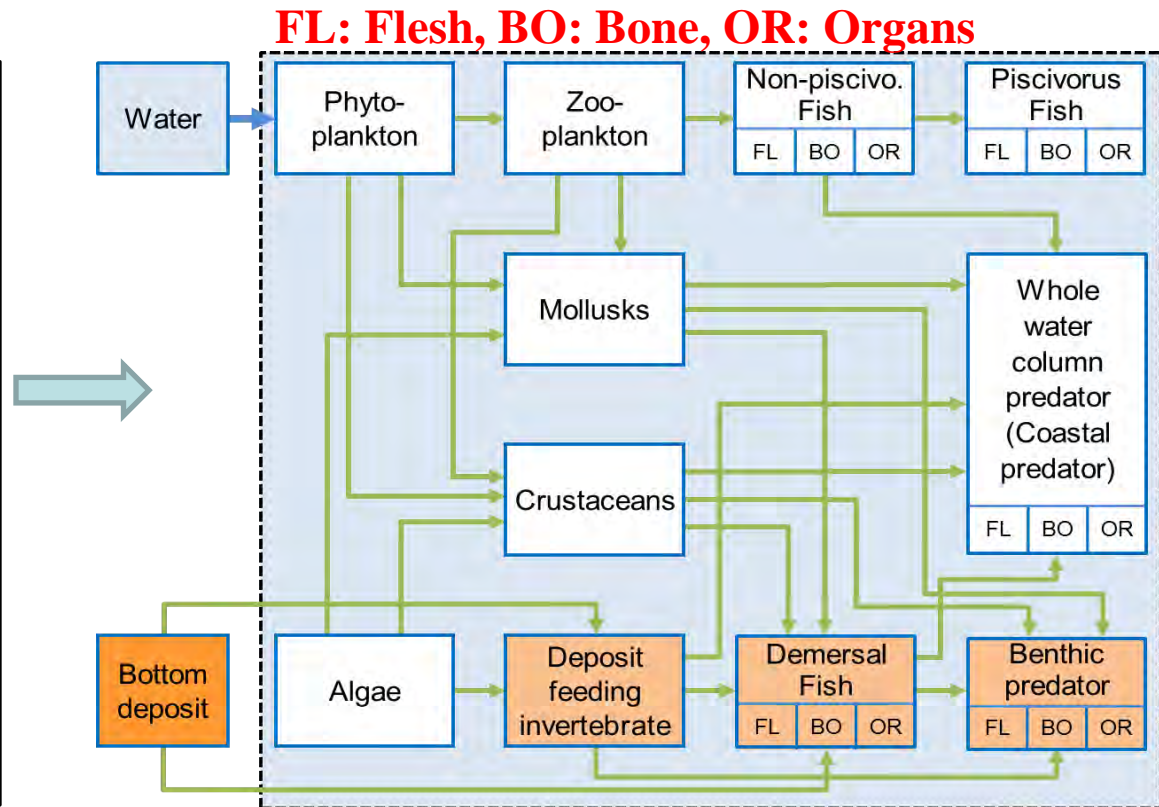 FL: Flesh, BO: Bone, OR: Organs
Water
Phyto-
plankton
Zoo-
plankton
Non-piscivo.
Fish
FL BO OR
Piscivorus
Fish
FL BO OR
Mollusks
Whole
water
column
predator
(Coastal
predator)
FL BO OR
Crustaceans
Bottom
deposit
Algae
Deposit
feeding
invertebrate
Demersal
Fish
FL BO OR
Benthic
predator
FL BO OR